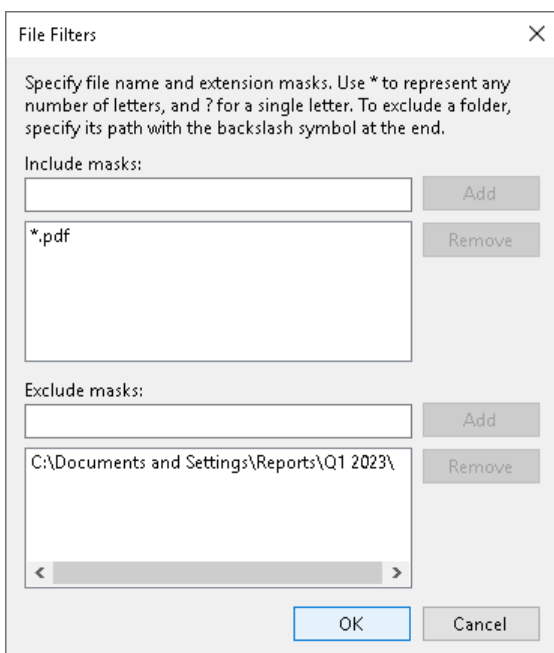 File Filters
Specify file name and extension masks. Use * to represent any
number of letters, and ? for a single letter. To exclude a folder,
specify its path with the backslash symbol at the end.
Include masks:
Add
*.pdf
Remove
Exclude masks:
Add
C:\Documents and Settings\Reports\Q1 2023\
Remove
OK
Cancel